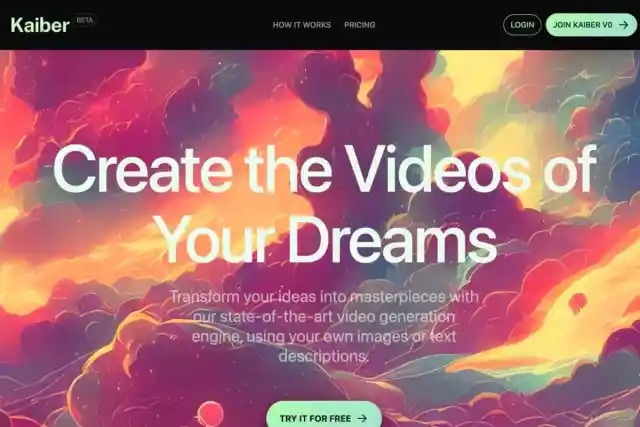 Kaiber BETA
HOW IT WORKS PRICING
LOGIN
JOIN KAIBER V0 →
Create the Videos of
Your Dreams
Transform your ideas into masterpieces with
our state-of-the-art video generation
engine, using your own images or text
descriptions.
TRY IT FOR FREE →